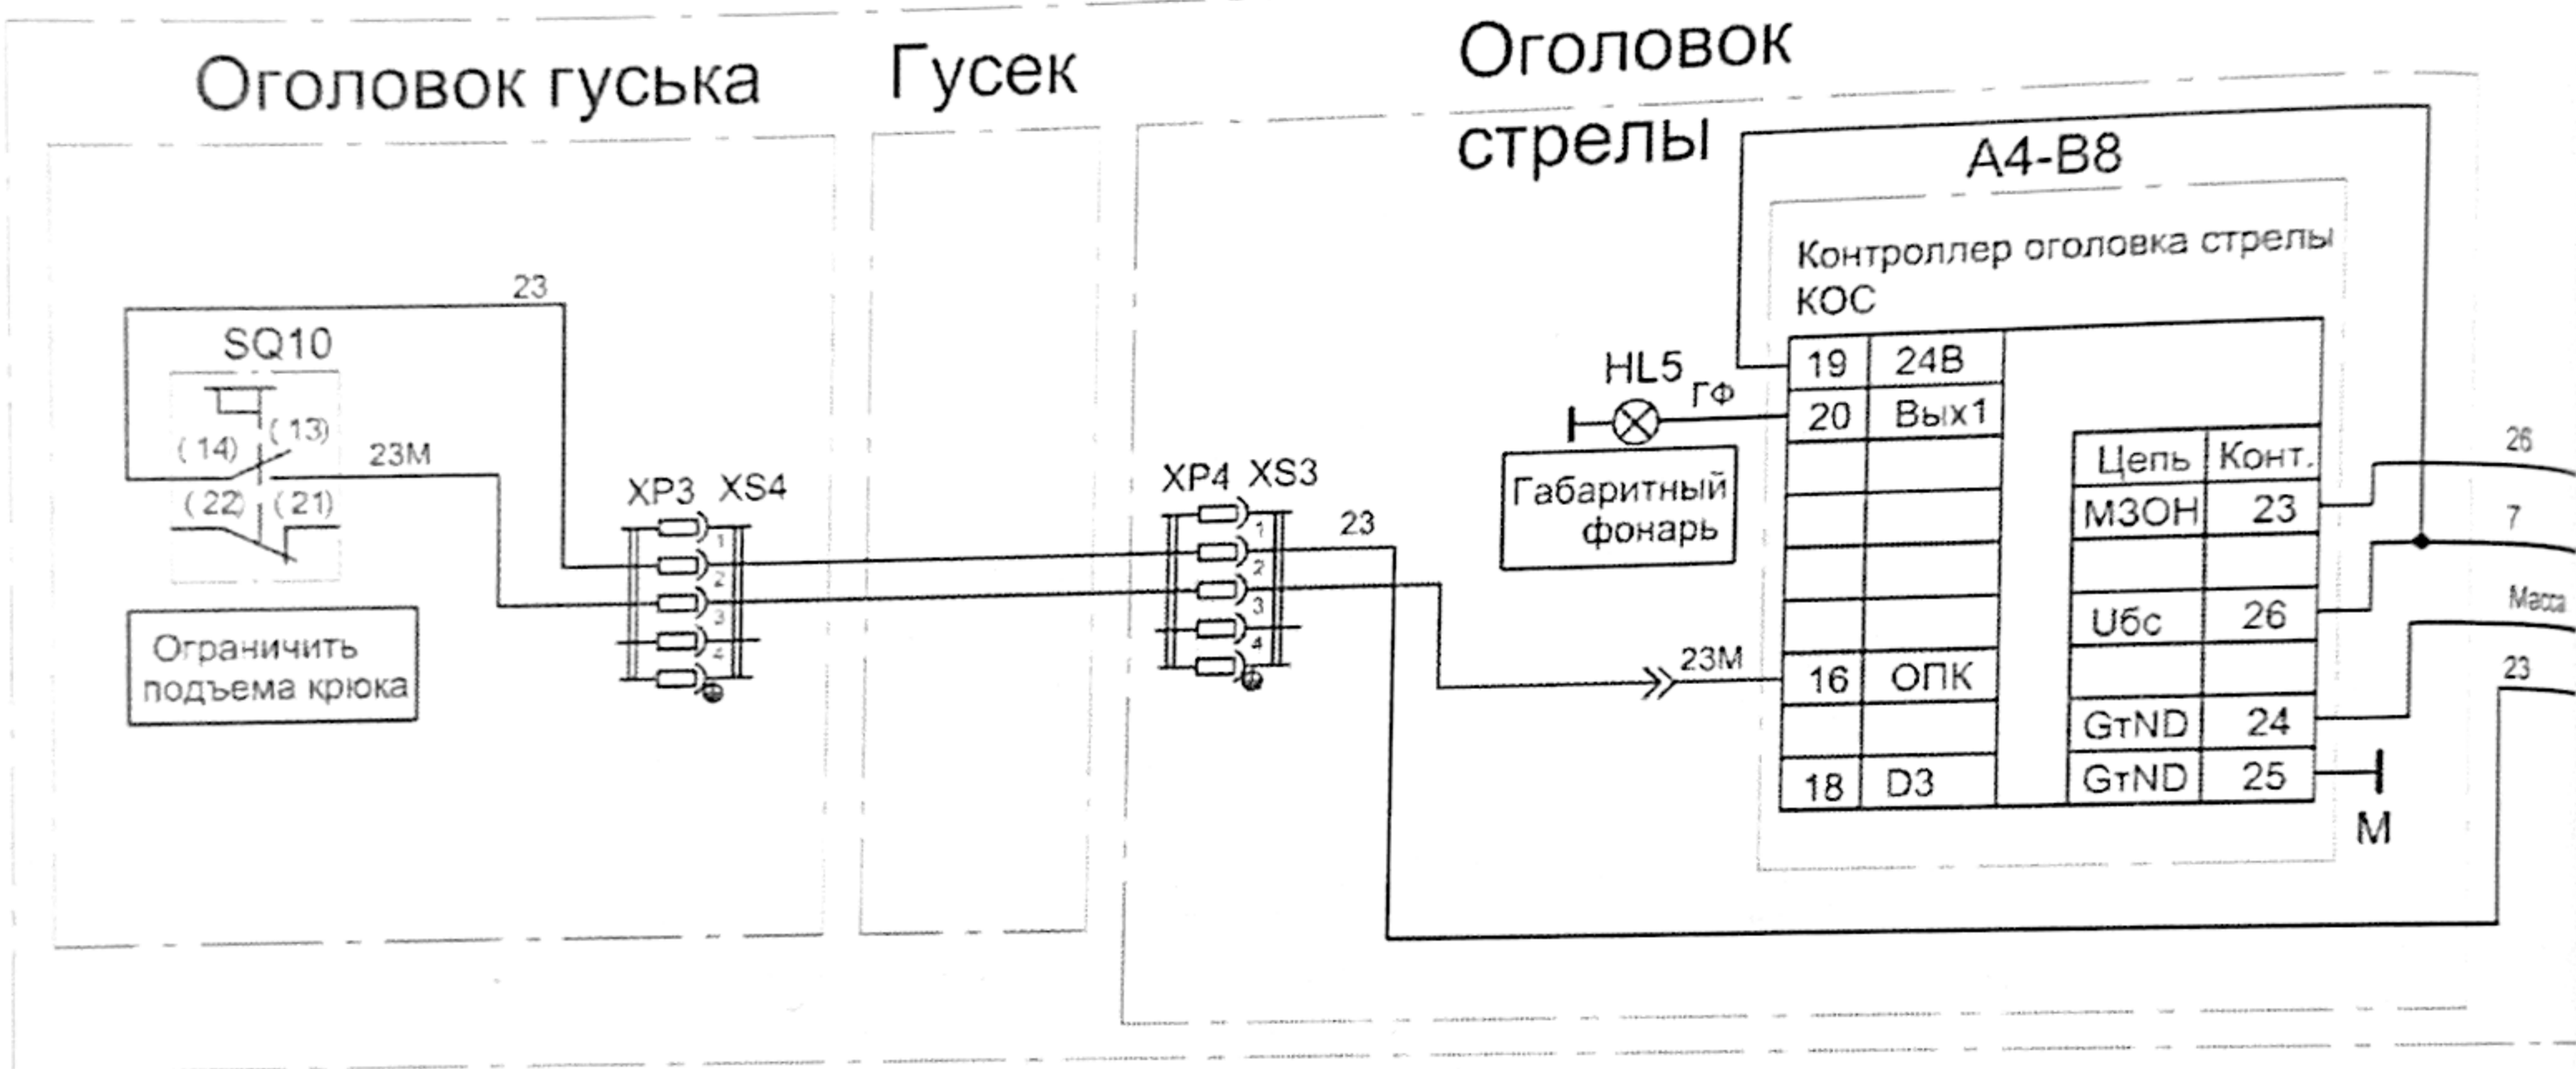 Оголовок гуська
Гусек
Оголовок
стрелы
А4-В8
Контроллер оголовка стрелы
КОС
23
SQ10
(14)
(13)
23М
(22)
(21)
Ограничить
подъема крюка
XP3 XS4
1
2
3
4
XP4 XS3
1
2
3
4
23
HL5
ГФ
Габаритный
фонарь
23М
19 24В
20 Вых1
16 ОПК
18 D3
Цепь Конт.
МЗОН 23
Uбс 26
GтND 24
GтND 25
26
7
Масса
23
М